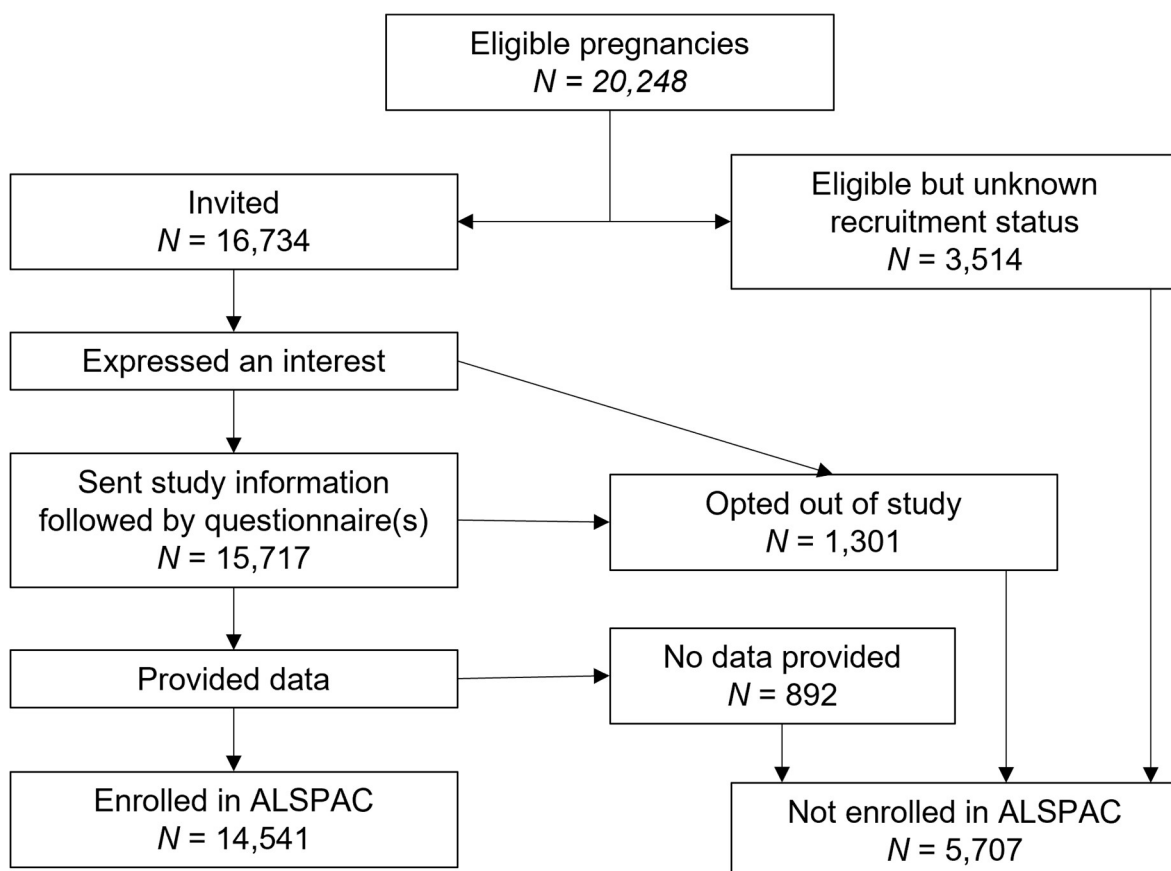 Eligible pregnancies
N = 20,248
Invited
N = 16,734
Eligible but unknown
recruitment status
N = 3,514
Expressed an interest
Sent study information
followed by questionnaire(s)
N = 15,717
Opted out of study
N = 1,301
Provided data
No data provided
N = 892
Enrolled in ALSPAC
N = 14,541
Not enrolled in ALSPAC
N = 5,707